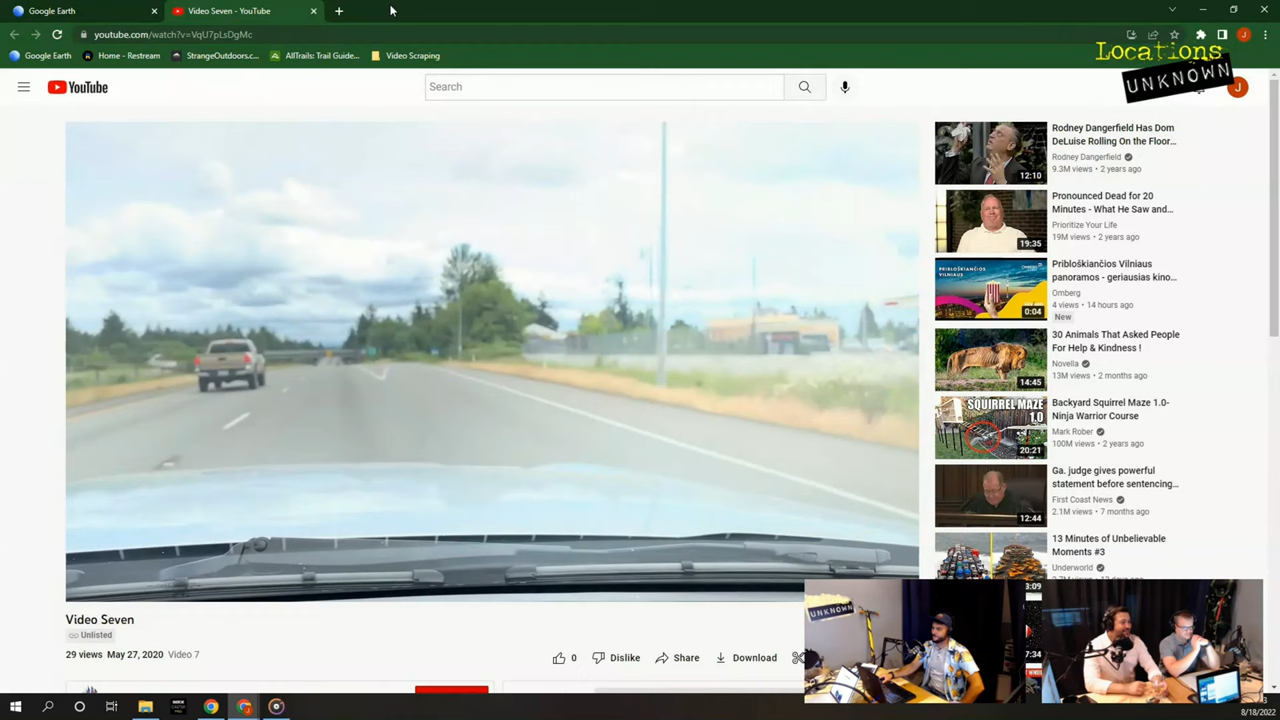 Google Earth
Video Seven - YouTube
youtube.com/watch?v=VqU7pLsDgMc
Google Earth
Home - Restream
StrangeOutdoors.c...
AllTrails: Trail Guide...
Video Scraping
Locations
UNKNOWN
YouTube
Search
J
Rodney Dangerfield Has Dom
DeLuise Rolling On the Floor...
Rodney Dangerfield
9.3M views • 2 years ago
12:10
Pronounced Dead for 20
Minutes - What He Saw and...
Prioritize Your Life
19M views • 2 years ago
19:35
PRIBLOŠKIANČIOS
VILNIAUS
Pribloškiančios Vilniaus
panoramos - geriausias kino...
Omberg
4 views • 14 hours ago
New
0:04
30 Animals That Asked People
For Help & Kindness !
Novella
13M views • 2 months ago
14:45
SQUIRREL MAZE
1.0
Backyard Squirrel Maze 1.0-
Ninja Warrior Course
Mark Rober
100M views • 2 years ago
20:21
Ga. judge gives powerful
statement before sentencing...
First Coast News
2.1M views • 7 months ago
12:44
13 Minutes of Unbelievable
Moments #3
Underworld
Video Seven
Unlisted
29 views May 27, 2020 Video 7
0
Dislike
Share
Download
UNKNOWN
8/18/2022